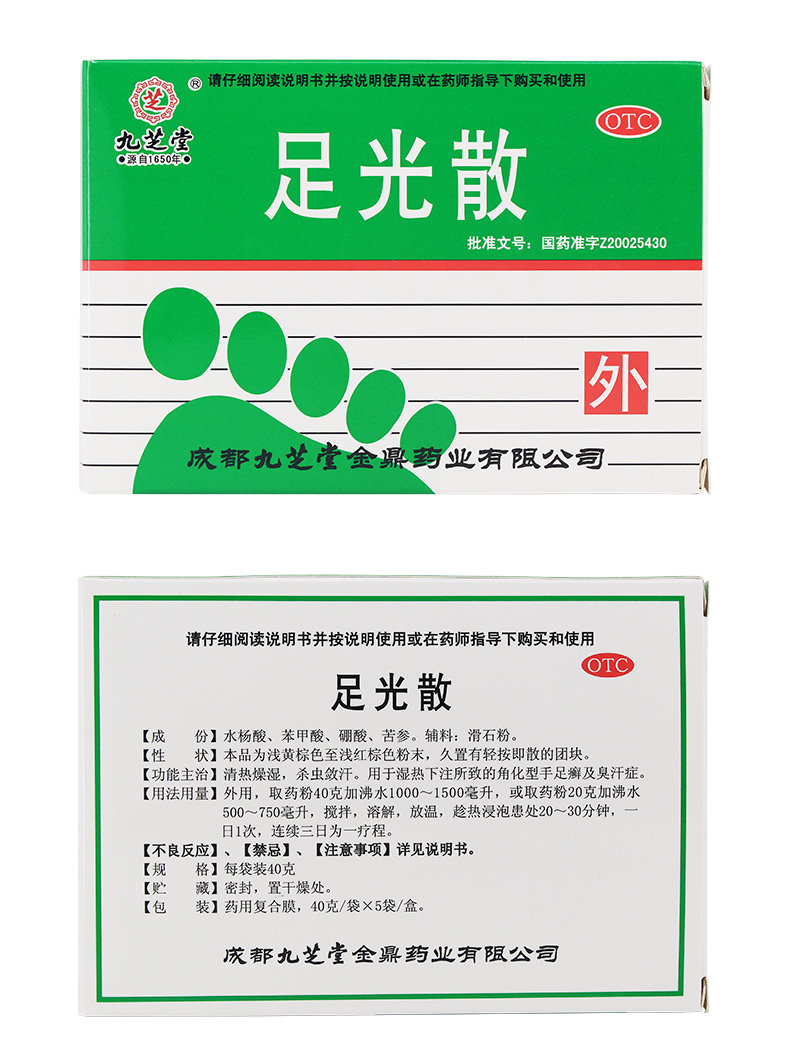 请仔细阅读说明书并按说明使用或在药师指导下购买和使用
芝
®
九芝堂
●源自1650年●
OTC
足光散
批准文号：国药准字Z20025430
外
成都九芝堂金鼎药业有限公司
请仔细阅读说明书并按说明使用或在药师指导下购买和使用
OTC
足光散
【成　份】水杨酸、苯甲酸、硼酸、苦参。辅料：滑石粉。
【性　状】本品为浅黄棕色至浅红棕色粉末，久置有轻按即散的团块。
【功能主治】清热燥湿，杀虫敛汗。用于湿热下注所致的角化型手足癣及臭汗症。
【用法用量】外用，取药粉40克加沸水1000～1500毫升，或取药粉20克加沸水
500～750毫升，搅拌，溶解，放温，趁热浸泡患处20～30分钟，一
日1次，连续三日为一疗程。
【不良反应】、【禁忌】、【注意事项】详见说明书。
【规　格】每袋装40克
【贮　藏】密封，置干燥处。
【包　装】药用复合膜，40克/袋×5袋/盒。
成都九芝堂金鼎药业有限公司